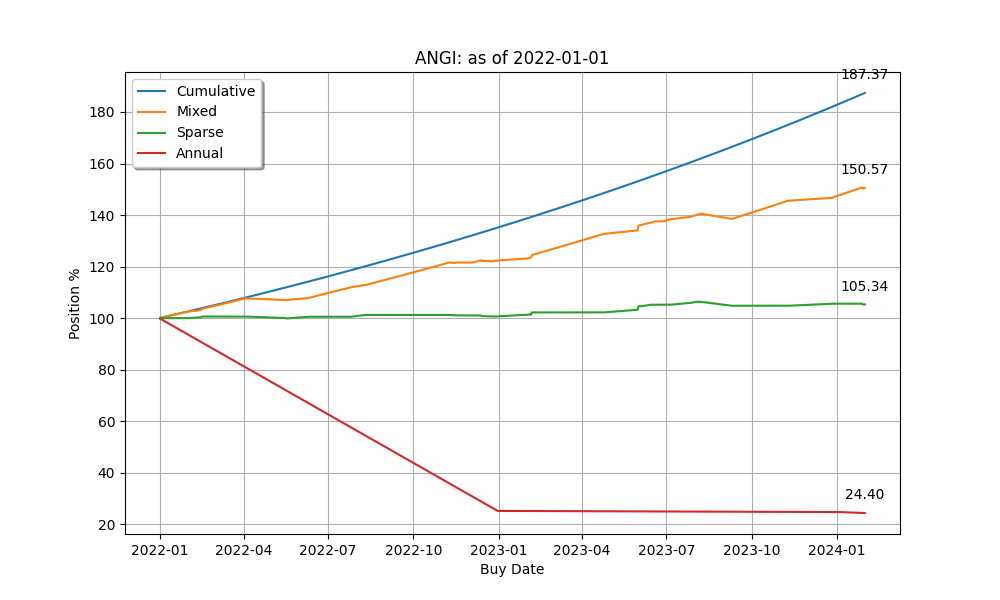 ANGI: as of 2022-01-01
187.37
Cumulative
Mixed
Sparse
Annual
150.57
105.34
24.40
Position %
180
160
140
120
100
80
60
40
20
2022-01 2022-04 2022-07 2022-10 2023-01 2023-04 2023-07 2023-10 2024-01
Buy Date